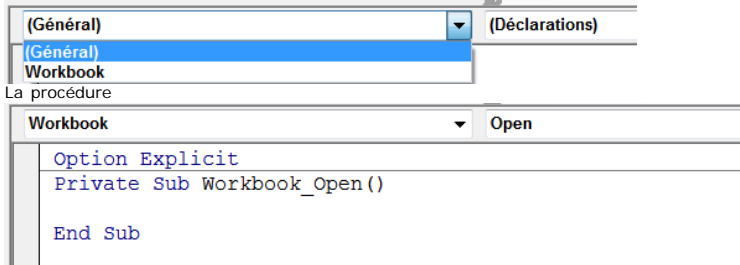 (Général) (Déclarations)
(Général)
Workbook
La procédure
Workbook Open
Option Explicit
Private Sub Workbook_Open()
End Sub